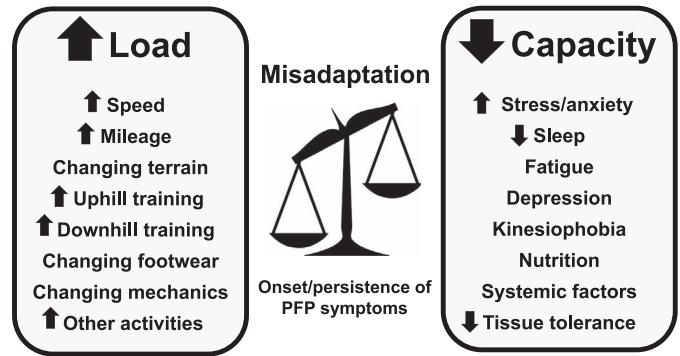 Load
Speed
Mileage
Changing terrain
Uphill training
Downhill training
Changing footwear
Changing mechanics
Other activities
Misadaptation
Onset/persistence of
PFP symptoms
Capacity
Stress/anxiety
Sleep
Fatigue
Depression
Kinesiophobia
Nutrition
Systemic factors
Tissue tolerance